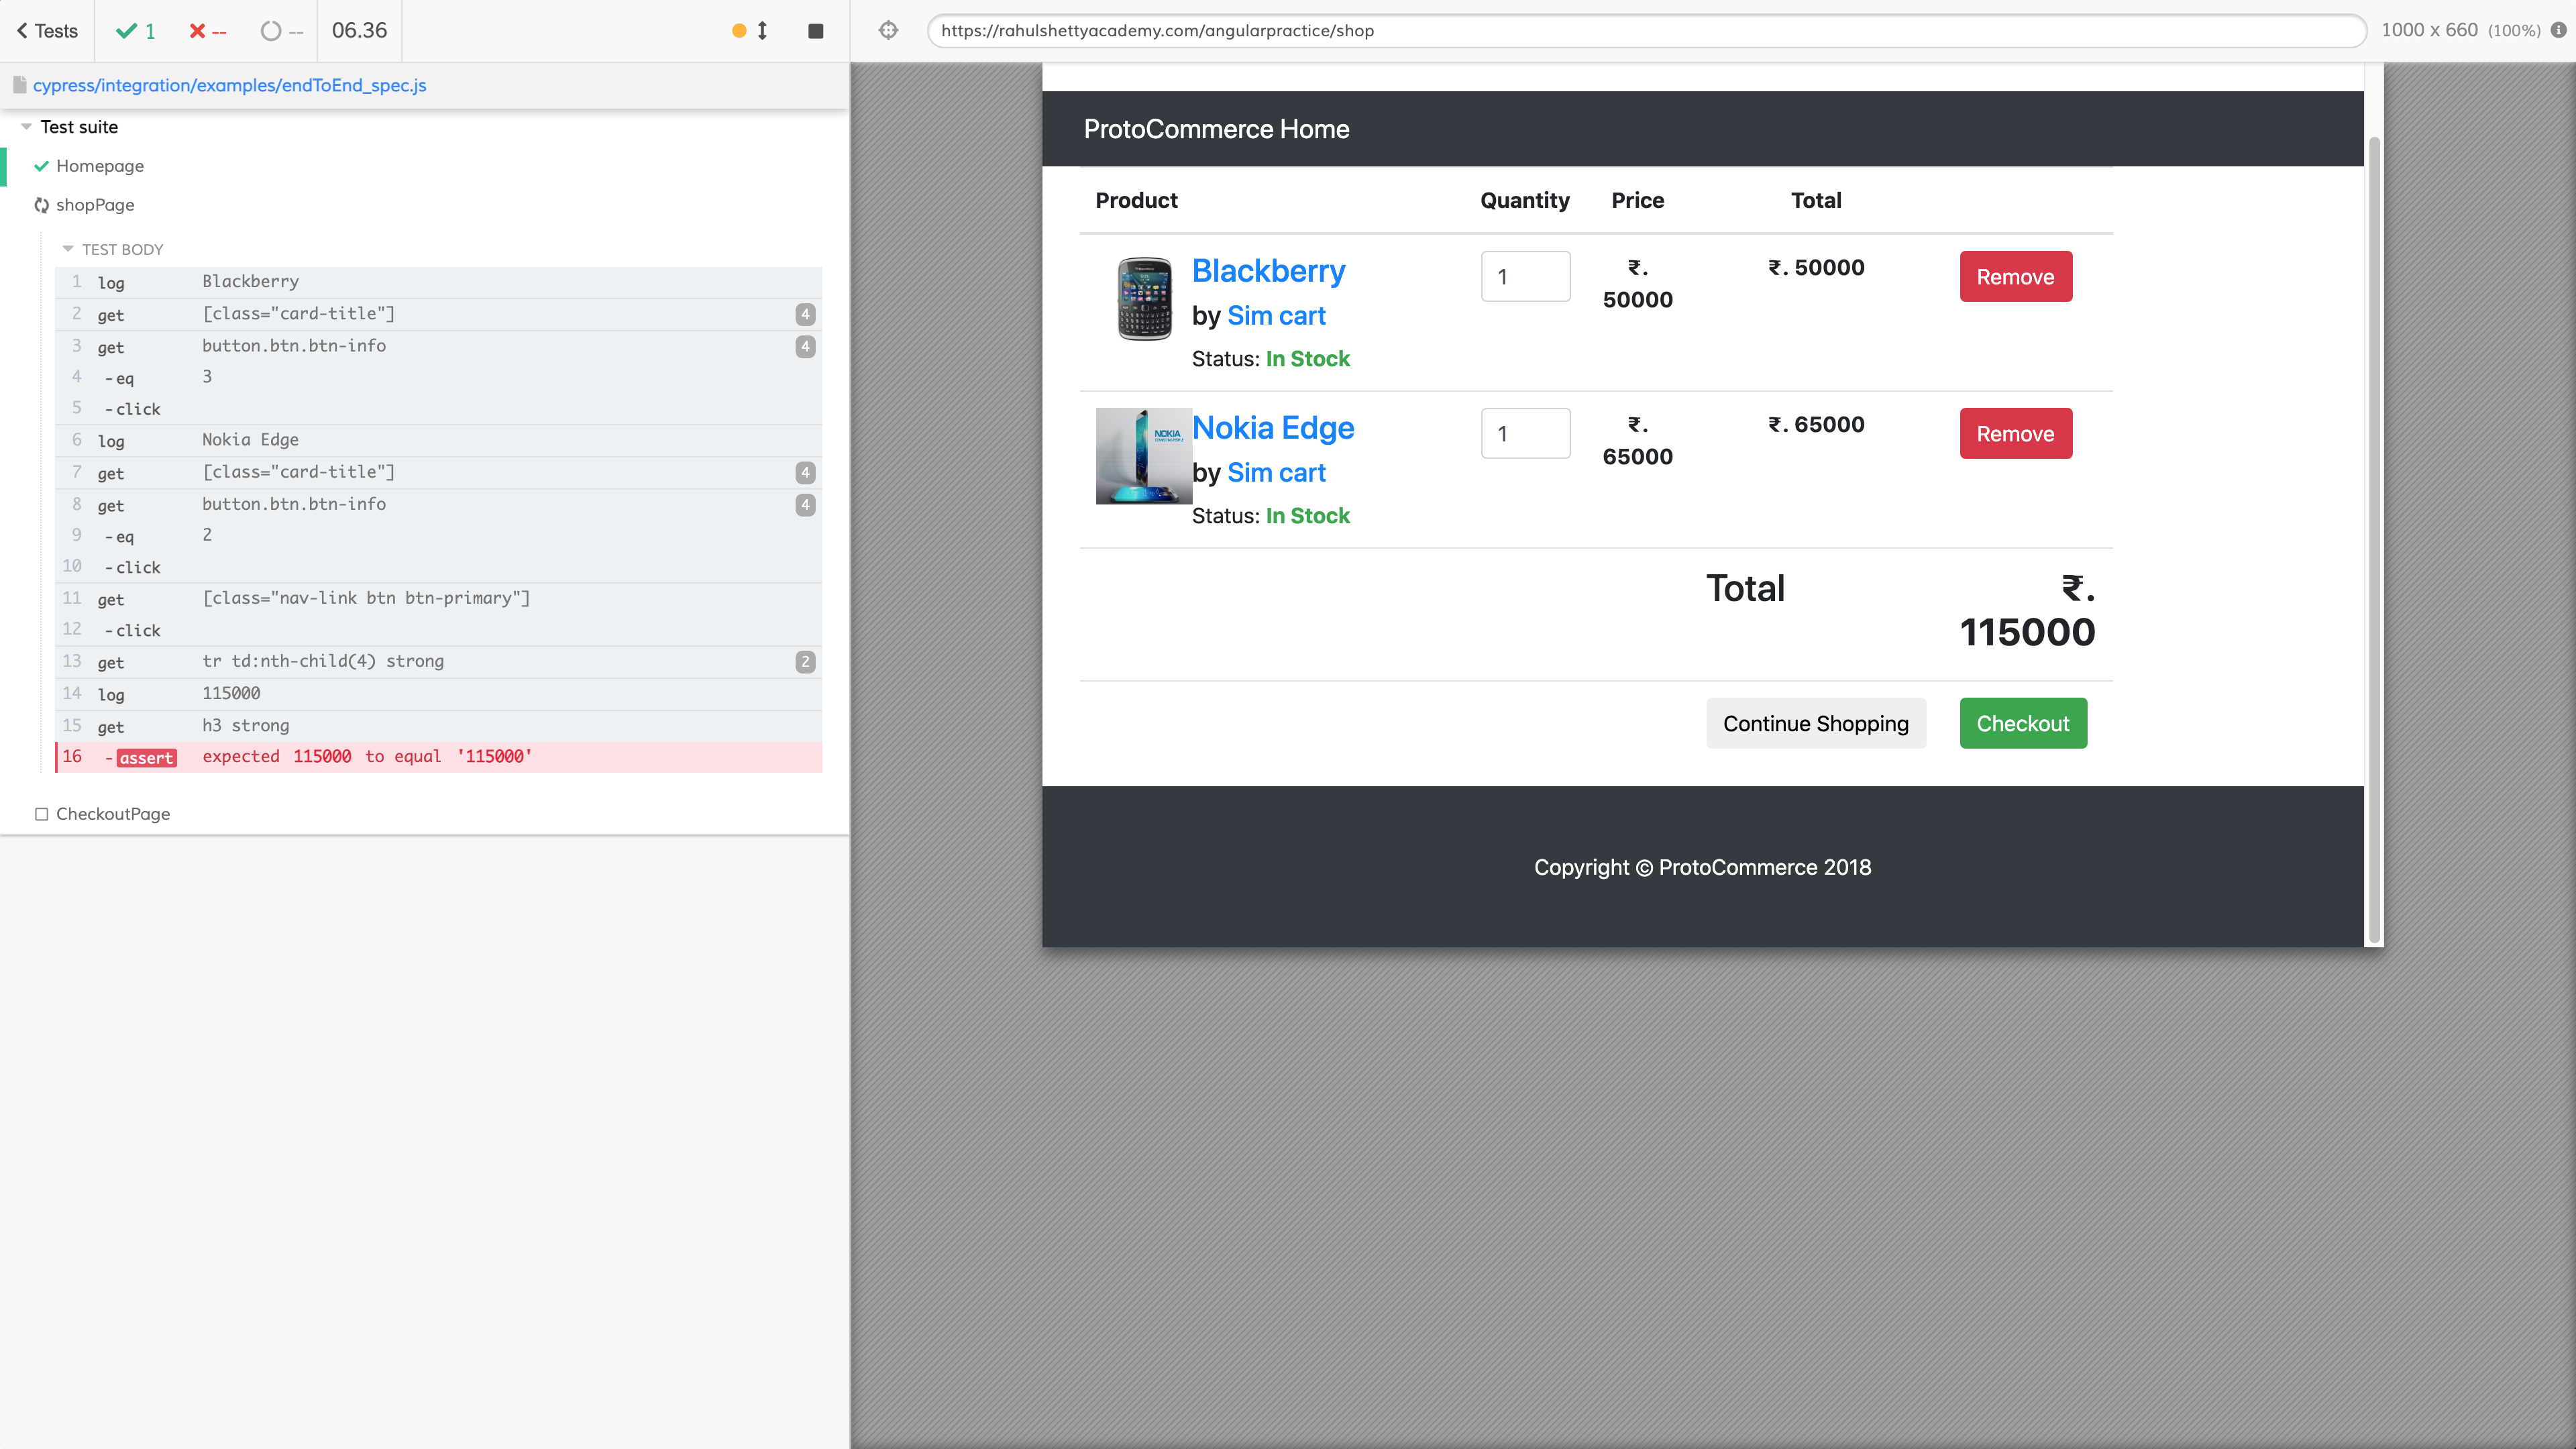 Tests 1 -- -- 06.36
cypress/integration/examples/endToEnd_spec.js
Test suite
Homepage
shopPage
TEST BODY
1 log Blackberry
2 get [class="card-title"] 4
3 get button.btn.btn-info 4
4 -eq 3
5 -click
6 log Nokia Edge
7 get [class="card-title"] 4
8 get button.btn.btn-info 4
9 -eq 2
10 -click
11 get [class="nav-link btn btn-primary"]
12 -click
13 get tr td:nth-child(4) strong 2
14 log 115000
15 get h3 strong
16 -assert expected 115000 to equal '115000'
CheckoutPage
https://rahulshettyacademy.com/angularpractice/shop 1000 x 660 (100%)
ProtoCommerce Home
Product Quantity Price Total
Blackberry 1 ₹. ₹. 50000 Remove
50000
by Sim cart
Status: In Stock
NOKIA
Nokia Edge 1 ₹. ₹. 65000 Remove
65000
by Sim cart
Status: In Stock
Total ₹.
115000
Continue Shopping Checkout
Copyright © ProtoCommerce 2018